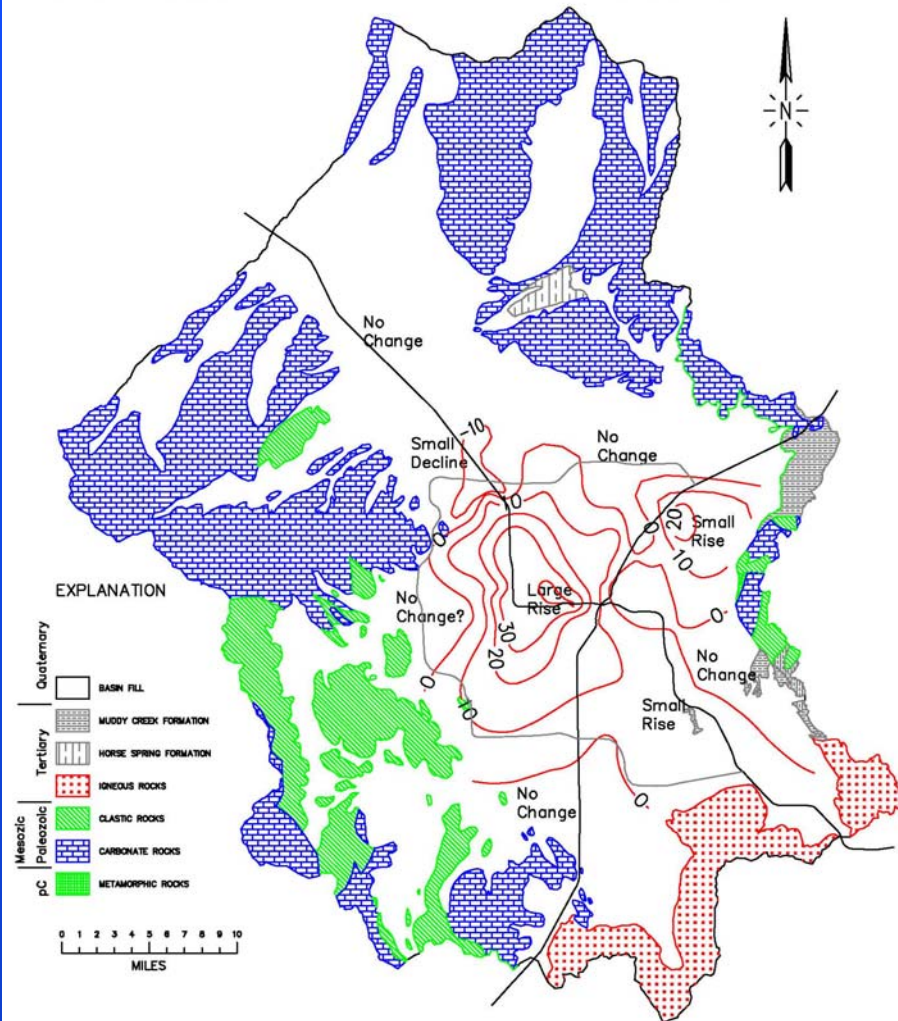 N
No
Change
-10
Small
Decline
No
Change
0
0
20
Small
Rise
10
0
No
Change?
Large
Rise
30
20
0
0
10
No
Change
Small
Rise
No
Change
0
EXPLANATION
Quaternary
BASIN FILL
Tertiary
MUDDY CREEK FORMATION
HORSE SPRING FORMATION
IGNEOUS ROCKS
Mesozic
Paleozoic
CLASTIC ROCKS
CARBONATE ROCKS
pC
METAMORPHIC ROCKS
0 1 2 3 4 5 6 7 8 9 10
MILES